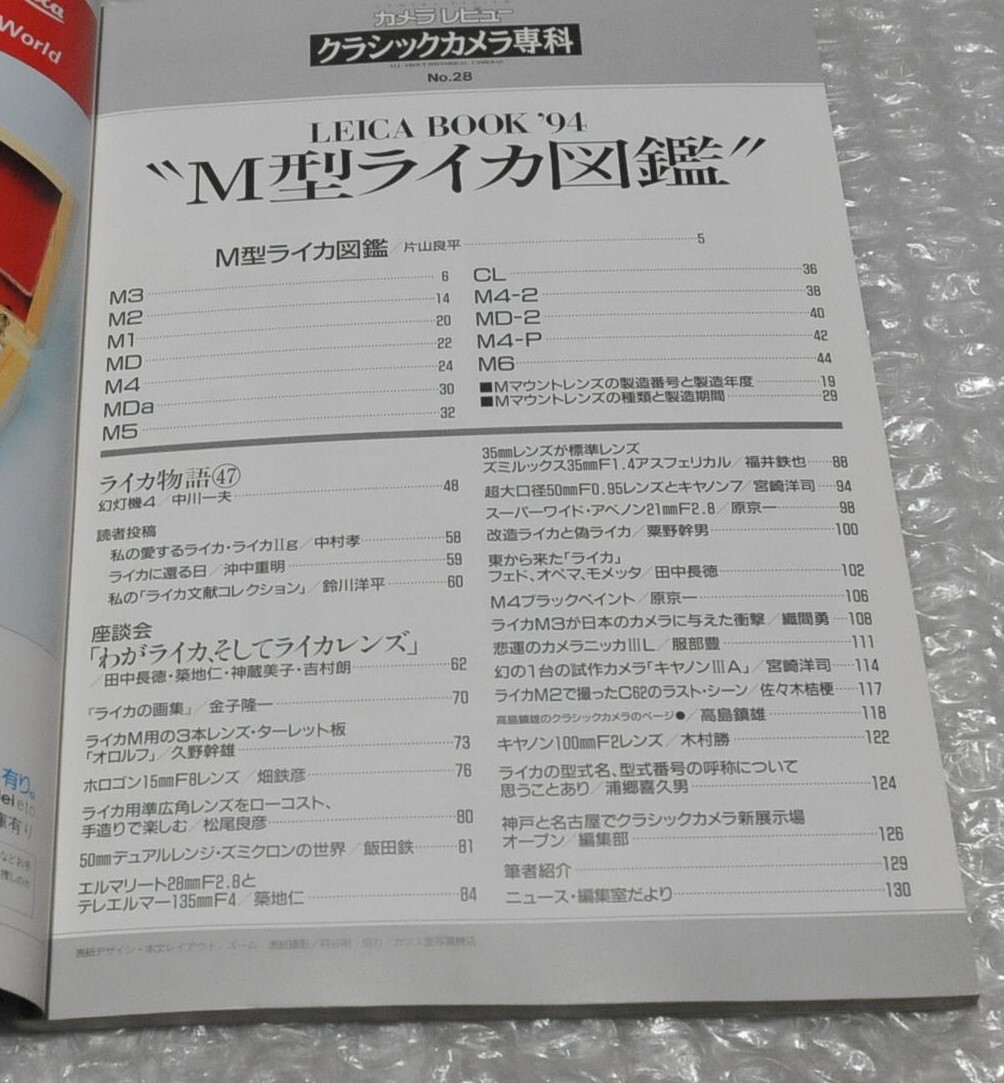 World
カメラレビュー
クラシックカメラ専科
ALL ABOUT HISTORICAL CAMERAS
No.28
LEICA BOOK '94
"M型ライカ図鑑"
M型ライカ図鑑/片山良平 5
M3 6
M2 14
M1 20
MD 22
M4 24
MDa 30
M5 32
CL 36
M4-2 38
MD-2 40
M4-P 42
M6 44
■Mマウントレンズの製造番号と製造年度 19
■Mマウントレンズの種類と製造期間 29
ライカ物語㊼
幻灯機4/中川一夫 48
読者投稿
私の愛するライカ・ライカⅡg/中村孝 58
ライカに還る日/沖中重明 59
私の「ライカ文献コレクション」/鈴川洋平 60
座談会
「わがライカ、そしてライカレンズ」
/田中長徳・築地仁・神蔵美子・吉村朗 62
『ライカの画集』/金子隆一 70
ライカM用の3本レンズ・ターレット板
「オロルフ」/久野幹雄 73
ホロゴン15mmF8レンズ/畑鉄彦 76
ライカ用準広角レンズをローコスト、
手造りで楽しむ/松尾良彦 80
50mmデュアルレンジ・ズミクロンの世界/飯田鉄 81
エルマリート28mmF2.8と
テレエルマー135mmF4/築地仁 84
35mmレンズが標準レンズ
ズミルックス35mmF1.4アスフェリカル/福井鉄也 88
超大口径50mmF0.95レンズとキヤノン7/宮崎洋司 94
スーパーワイド・アベノン21mmF2.8/原京一 98
改造ライカと偽ライカ/粟野幹男 100
東から来た「ライカ」
フェド、オペマ、モメッタ/田中長徳 102
M4ブラックペイント/原京一 106
ライカM3が日本のカメラに与えた衝撃/織間勇 108
悲運のカメラニッカⅢL/服部豊 111
幻の1台の試作カメラ「キヤノンⅢA」/宮崎洋司 114
ライカM2で撮ったC62のラスト・シーン/佐々木桔梗 117
高島鎮雄のクラシックカメラのページ●/高島鎮雄 118
キヤノン100mmF2レンズ/木村勝 122
ライカの型式名、型式番号の呼称について
思うことあり/浦郷喜久男 124
神戸と名古屋でクラシックカメラ新展示場
オープン/編集部 126
筆者紹介 129
ニュース・編集室だより 130
有り。
etc.
庫有り